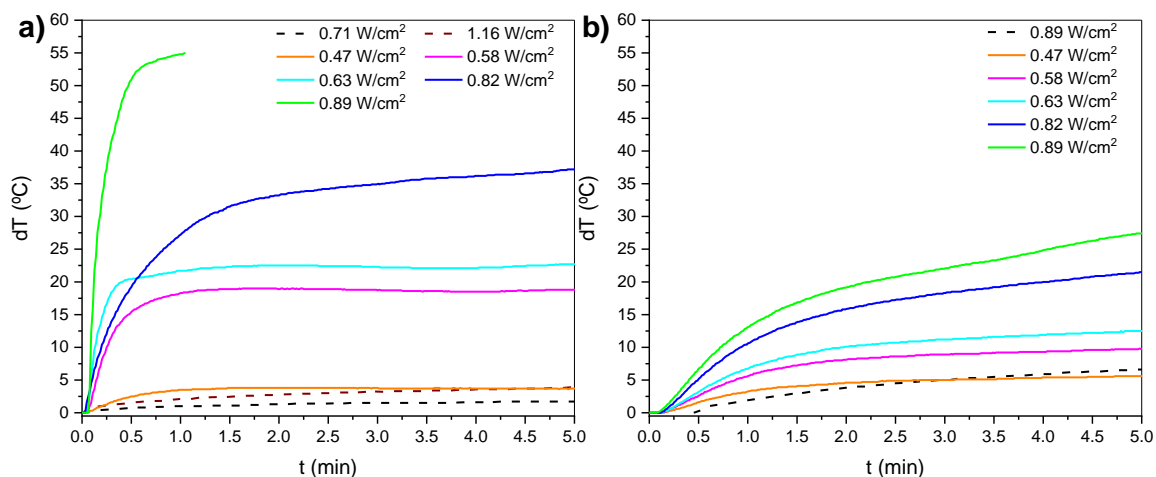 a)
60
55
50
45
40
35
30
25
20
15
10
5
0
dT (ºC)
0.71 W/cm² 1.16 W/cm²
0.47 W/cm² 0.58 W/cm²
0.63 W/cm² 0.82 W/cm²
0.89 W/cm²
0.0 0.5 1.0 1.5 2.0 2.5 3.0 3.5 4.0 4.5 5.0
t (min)
b)
60
55
50
45
40
35
30
25
20
15
10
5
0
dT (ºC)
0.89 W/cm²
0.47 W/cm²
0.58 W/cm²
0.63 W/cm²
0.82 W/cm²
0.89 W/cm²
0.0 0.5 1.0 1.5 2.0 2.5 3.0 3.5 4.0 4.5 5.0
t (min)